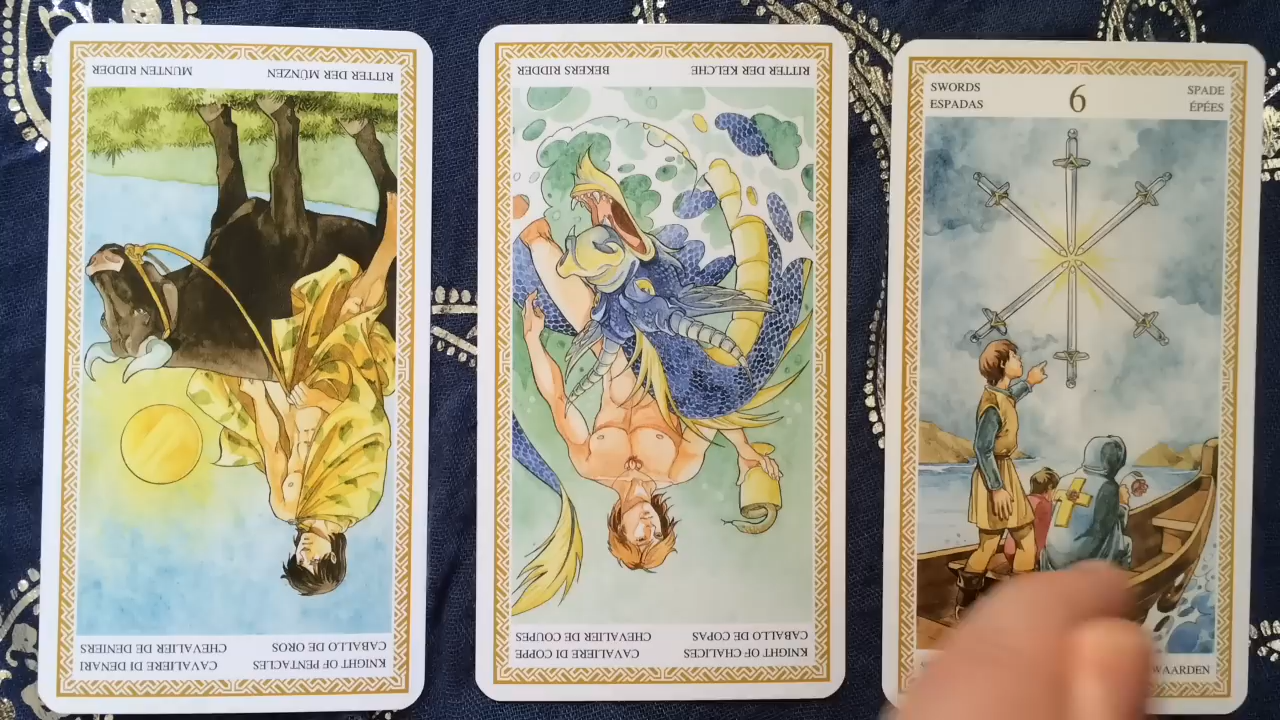 KNIGHT OF PENTACLES CAVALIERE DI DENARI
CABALLO DE OROS CHEVALIER DE DENIERS
RITTER DER MÜNZEN MUNTEN RIDDER
KNIGHT OF CHALICES CAVALIERE DI COPPE
CABALLO DE COPAS CHEVALIER DE COUPES
RITTER DER KELCHE BEKERS RIDDER
SWORDS 6 SPADE
ESPADAS ÉPÉES
WAARDEN